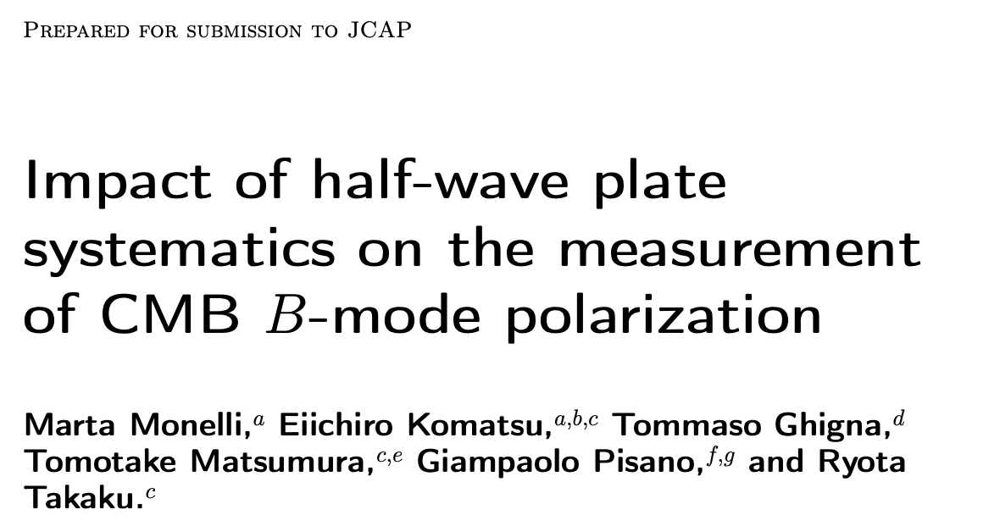 Prepared for submission to JCAP
Impact of half-wave plate
systematics on the measurement
of CMB B-mode polarization
Marta Monelli,a Eiichiro Komatsu,a,b,c Tommaso Ghigna,d
Tomotake Matsumura,c,e Giampaolo Pisano,f,g and Ryota
Takaku.c